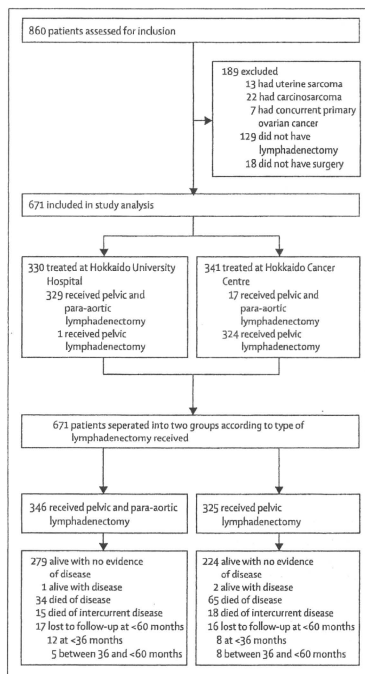 860 patients assessed for inclusion
189 excluded
13 had uterine sarcoma
22 had carcinosarcoma
7 had concurrent primary
ovarian cancer
129 did not have
lymphadenectomy
18 did not have surgery
671 included in study analysis
330 treated at Hokkaido University
Hospital
329 received pelvic and
para-aortic
lymphadenectomy
1 received pelvic
lymphadenectomy
341 treated at Hokkaido Cancer
Centre
17 received pelvic and
para-aortic
lymphadenectomy
324 received pelvic
lymphadenectomy
671 patients seperated into two groups according to type of
lymphadenectomy received
346 received pelvic and para-aortic
lymphadenectomy
325 received pelvic
lymphadenectomy
279 alive with no evidence
of disease
1 alive with disease
34 died of disease
15 died of intercurrent disease
17 lost to follow-up at <60 months
12 at <36 months
5 between 36 and <60 months
224 alive with no evidence
of disease
2 alive with disease
65 died of disease
18 died of intercurrent disease
16 lost to follow-up at <60 months
8 at <36 months
8 between 36 and <60 months